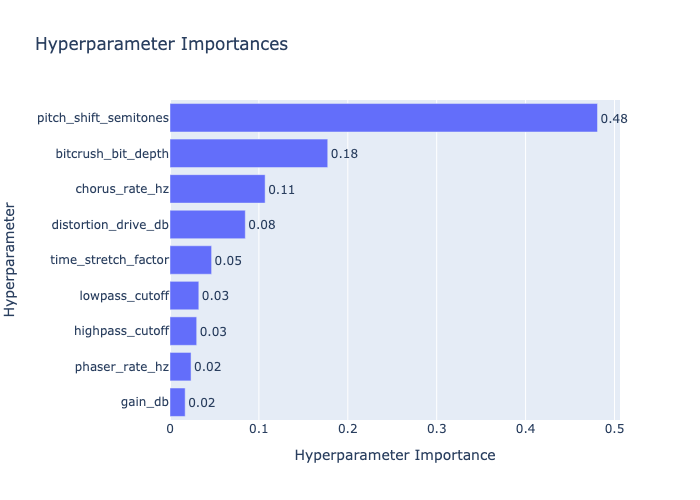 Hyperparameter Importances
Hyperparameter
pitch_shift_semitones 0.48
bitcrush_bit_depth 0.18
chorus_rate_hz 0.11
distortion_drive_db 0.08
time_stretch_factor 0.05
lowpass_cutoff 0.03
highpass_cutoff 0.03
phaser_rate_hz 0.02
gain_db 0.02
0 0.1 0.2 0.3 0.4 0.5
Hyperparameter Importance